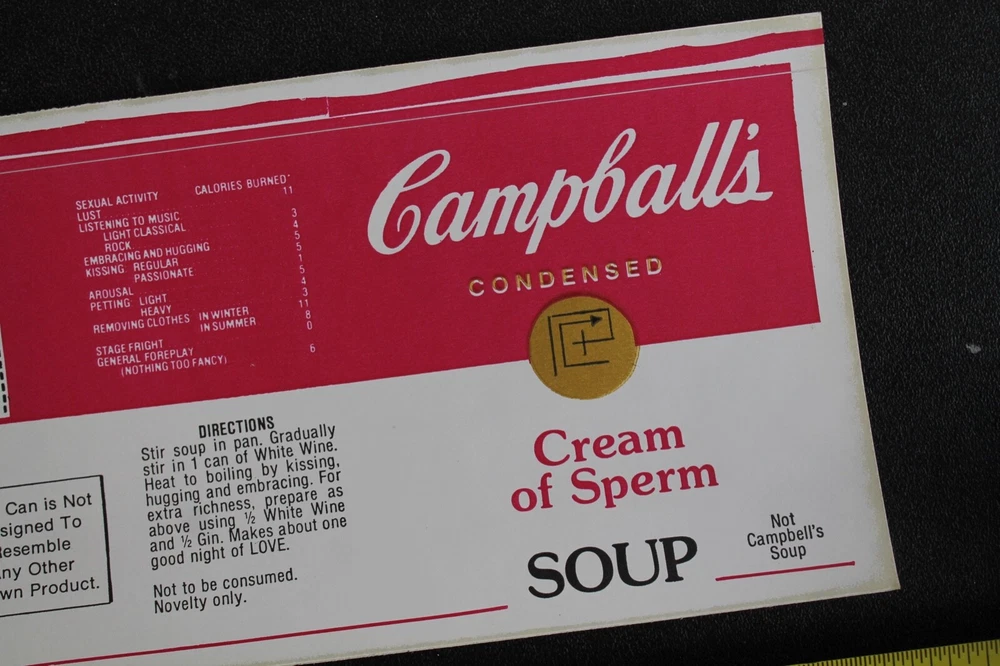 Campball's
CONDENSED
Cream
of Sperm
SOUP
Not
Campbell's
Soup
SEXUAL ACTIVITY CALORIES BURNED*
LUST 11
LISTENING TO MUSIC
LIGHT CLASSICAL 3
ROCK 4
EMBRACING AND HUGGING 5
KISSING REGULAR 5
PASSIONATE 1
AROUSAL 5
PETTING: LIGHT 4
HEAVY 3
REMOVING CLOTHES IN WINTER 11
IN SUMMER 8
STAGE FRIGHT 0
GENERAL FOREPLAY
(NOTHING TOO FANCY) 6
DIRECTIONS
Stir soup in pan. Gradually
stir in 1 can of White Wine.
Heat to boiling by kissing,
hugging and embracing. For
extra richness, prepare as
above using ½ White Wine
and ½ Gin. Makes about one
good night of LOVE.
Not to be consumed.
Novelty only.
Can is Not
signed To
Resemble
ny Other
wn Product.